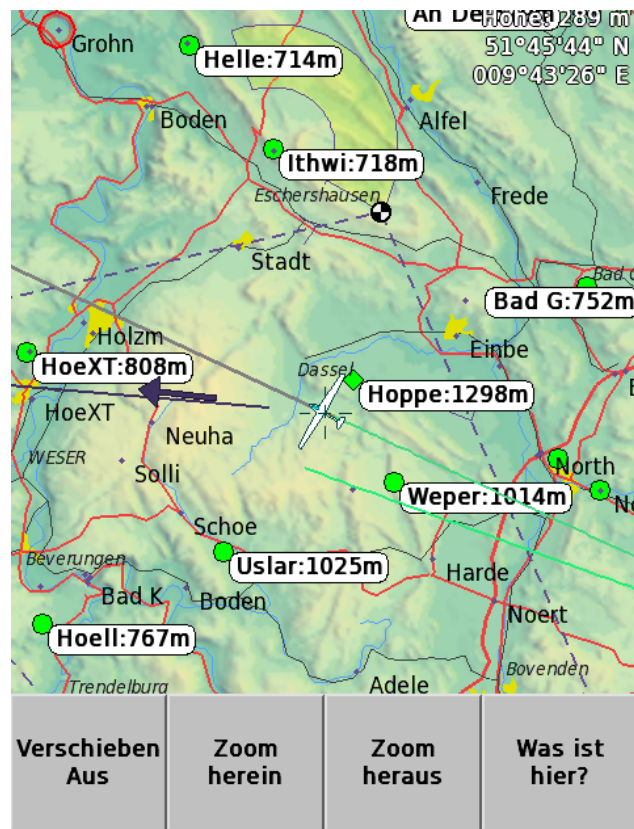 Höhe: 289 m
51°45'44" N
009°43'26" E
Grohn
Helle:714m
Boden
Alfel
Ithwi:718m
Eschershausen
Frede
Stadt
Bad G:752m
Holzm
Einbe
HoeXT:808m
Dassel
Hoppe:1298m
HoeXT
Neuha
WESER
Solli
North
Weper:1014m
Schoe
Beverungen
Uslar:1025m
Harde
Bad K
Boden
Noert
Hoell:767m
Bovenden
Trendelburg
Adele
Verschieben
Aus
Zoom
herein
Zoom
heraus
Was ist
hier?